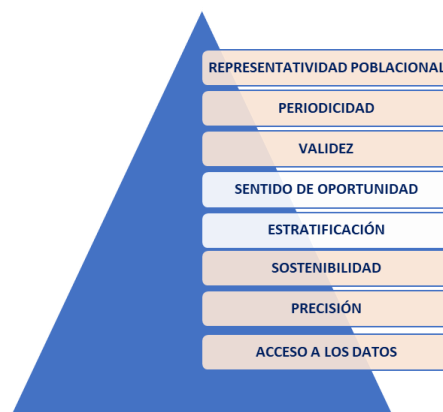 REPRESENTATIVIDAD POBLACIONAL
PERIODICIDAD
VALIDEZ
SENTIDO DE OPORTUNIDAD
ESTRATIFICACIÓN
SOSTENIBILIDAD
PRECISIÓN
ACCESO A LOS DATOS